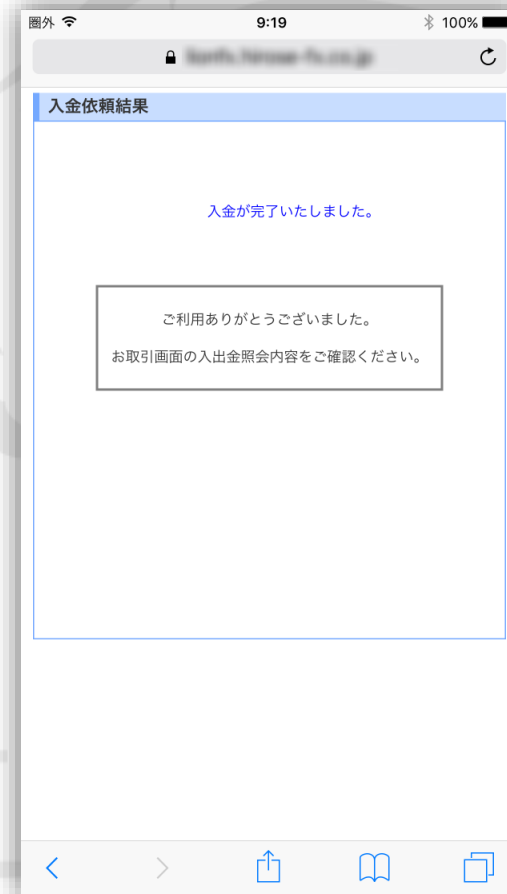 圏外 9:19 100%
入金依頼結果
入金が完了いたしました。
ご利用ありがとうございました。
お取引画面の入出金照会内容をご確認ください。